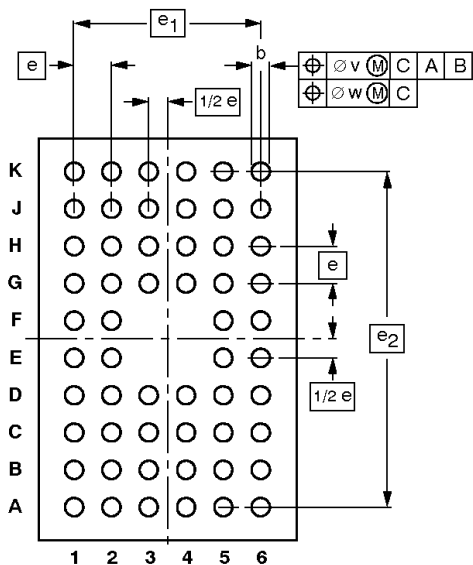 e1
e
b
⌖ ⌀ v Ⓜ C A B
⌖ ⌀ w Ⓜ C
1/2 e
K
J
H
e
G
F
e2
E
1/2 e
D
C
B
A
1 2 3 4 5 6